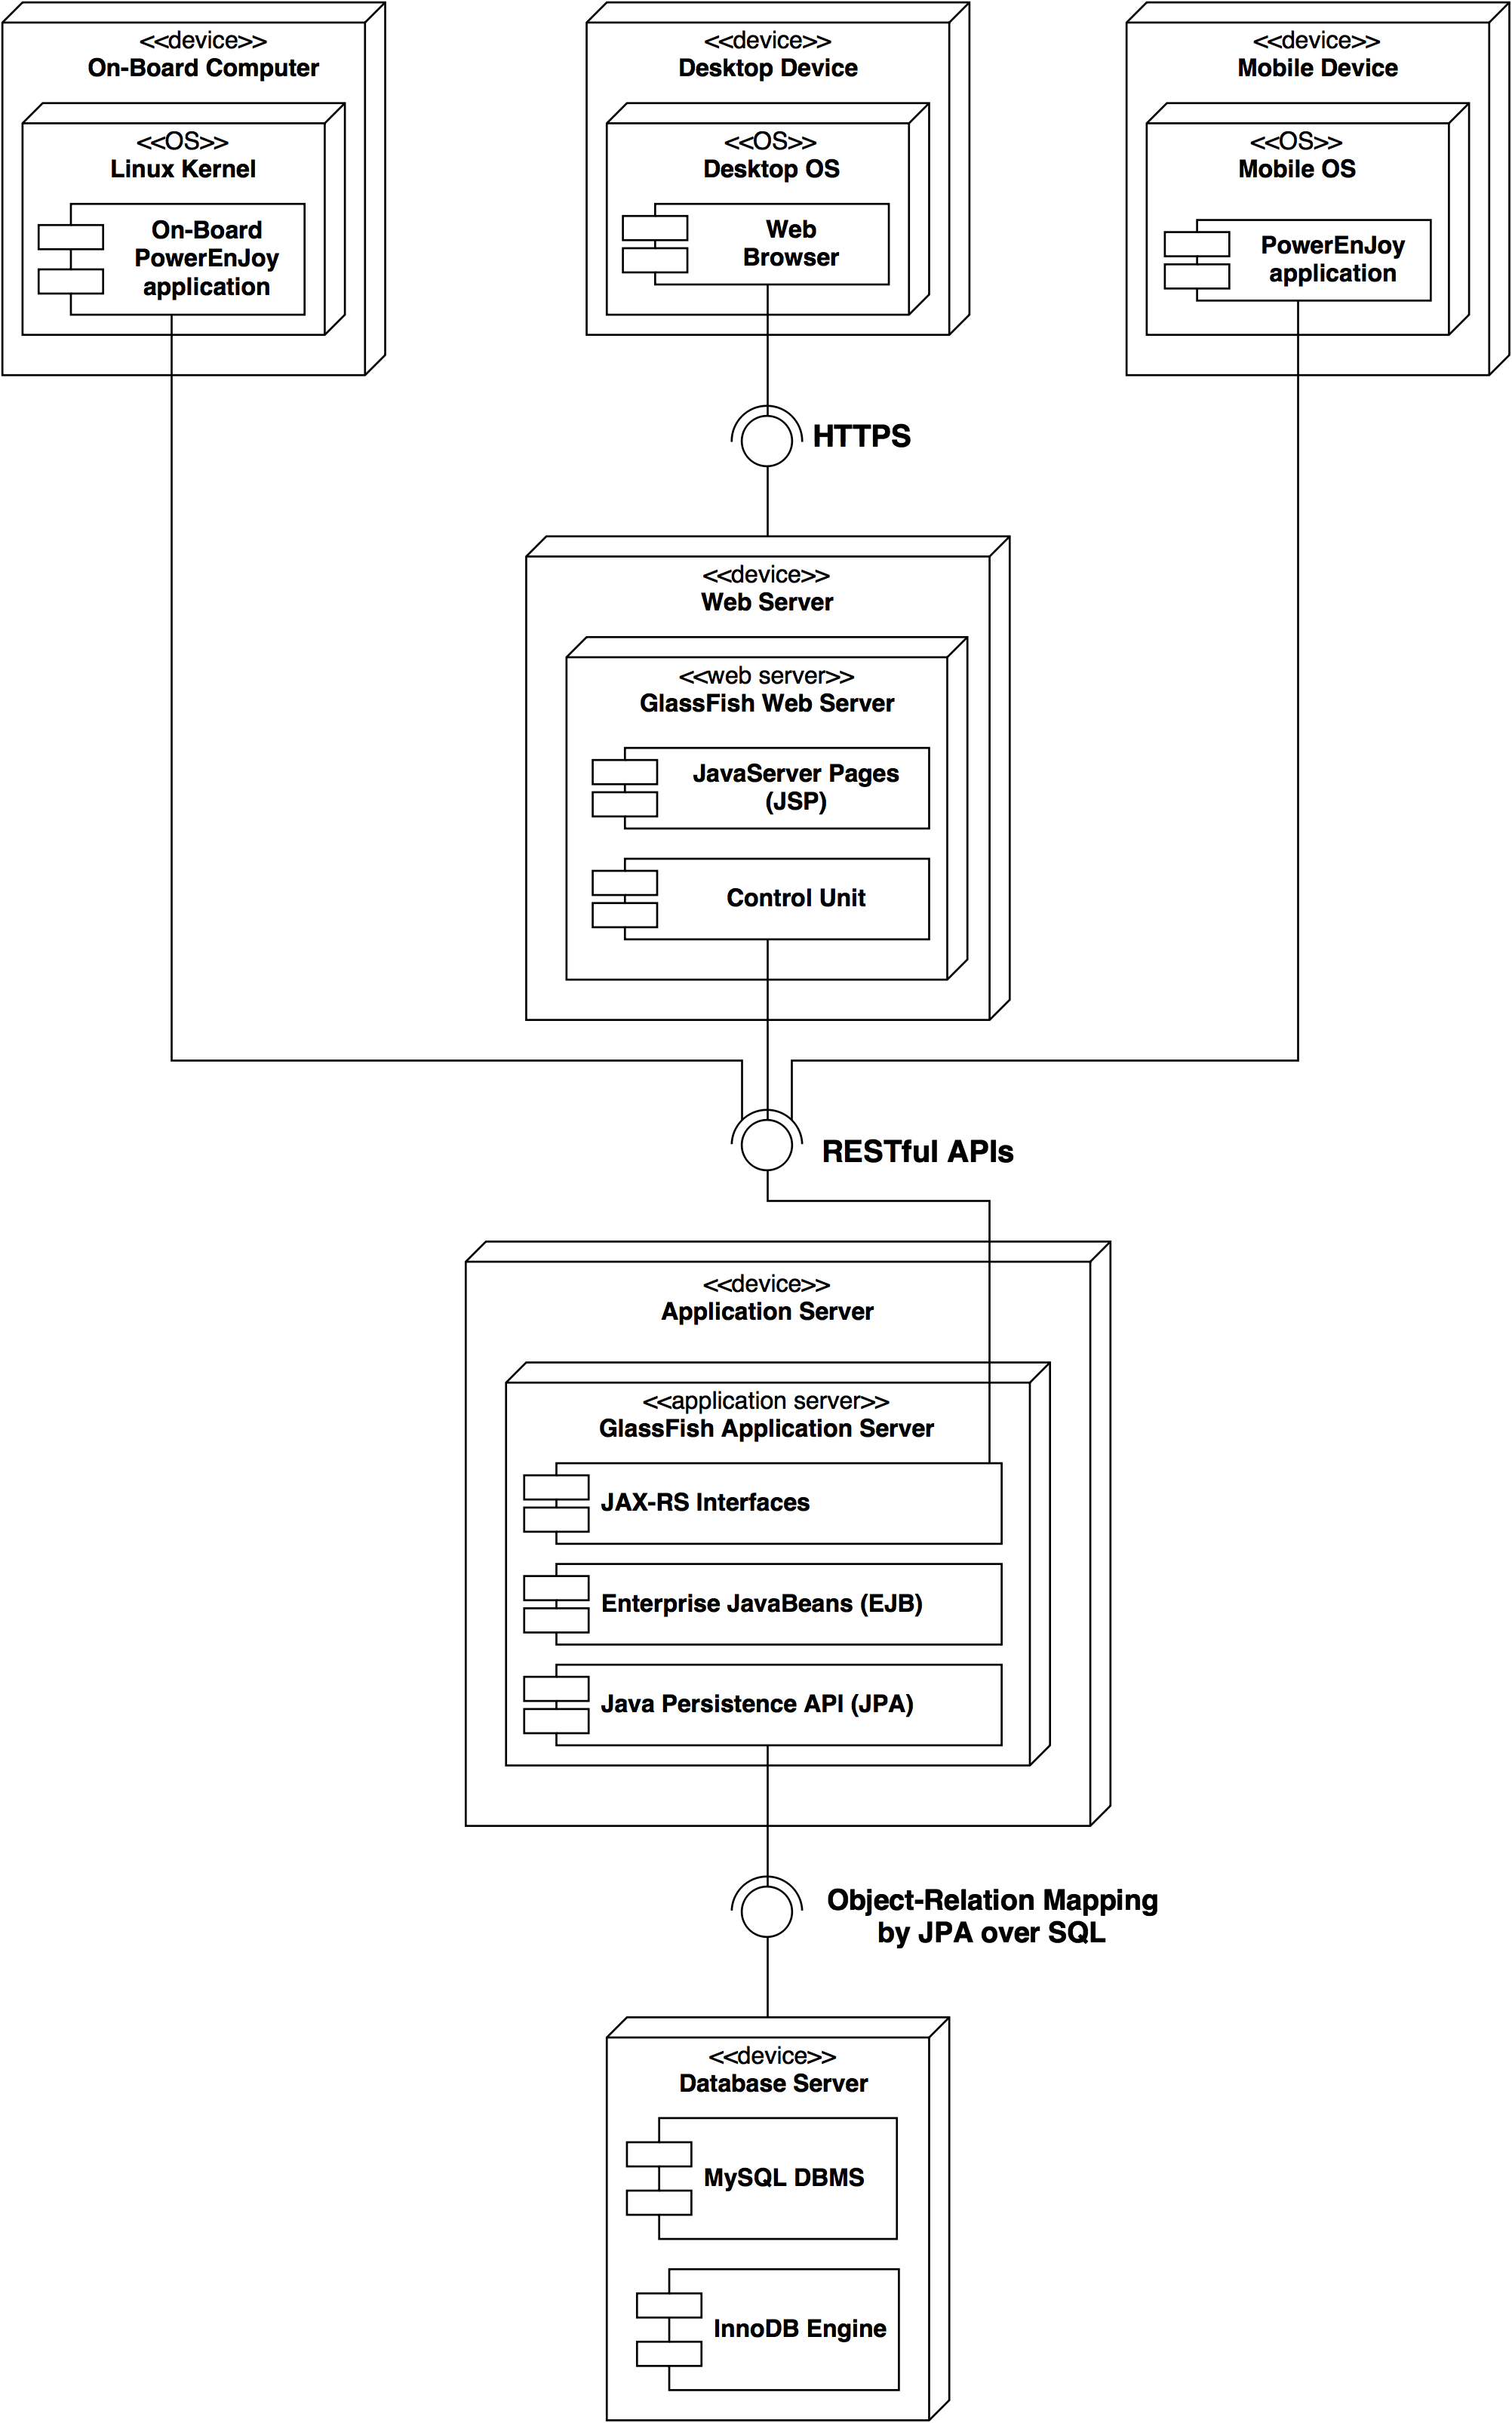 <<device>>
On-Board Computer
<<OS>>
Linux Kernel
On-Board
PowerEnJoy
application
<<device>>
Desktop Device
<<OS>>
Desktop OS
Web
Browser
<<device>>
Mobile Device
<<OS>>
Mobile OS
PowerEnJoy
application
HTTPS
<<device>>
Web Server
<<web server>>
GlassFish Web Server
JavaServer Pages
(JSP)
Control Unit
RESTful APIs
<<device>>
Application Server
<<application server>>
GlassFish Application Server
JAX-RS Interfaces
Enterprise JavaBeans (EJB)
Java Persistence API (JPA)
Object-Relation Mapping
by JPA over SQL
<<device>>
Database Server
MySQL DBMS
InnoDB Engine